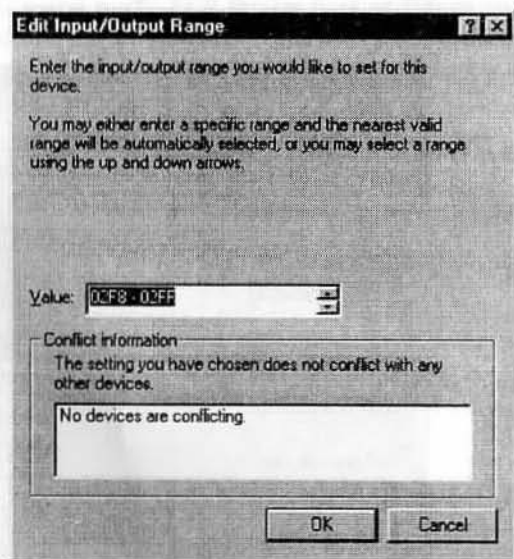 Edit Input/Output Range
Enter the input/output range you would like to set for this
device.
You may either enter a specific range and the nearest valid
range will be automatically selected, or you may select a range
using the up and down arrows.
Value: 02F8 - 02FF
Conflict information
The setting you have chosen does not conflict with any
other devices.
No devices are conflicting.
OK
Cancel